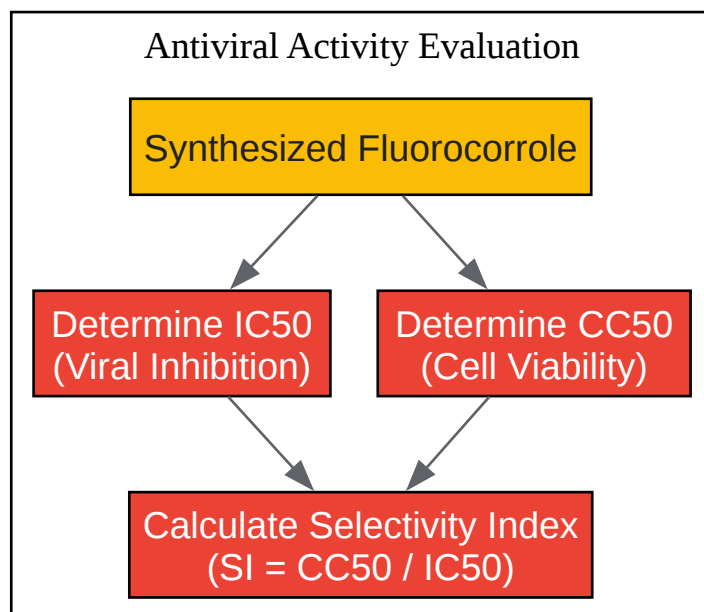 Antiviral Activity Evaluation
Synthesized Fluorocorrole
Determine IC50
(Viral Inhibition)
Determine CC50
(Cell Viability)
Calculate Selectivity Index
(SI = CC50 / IC50)